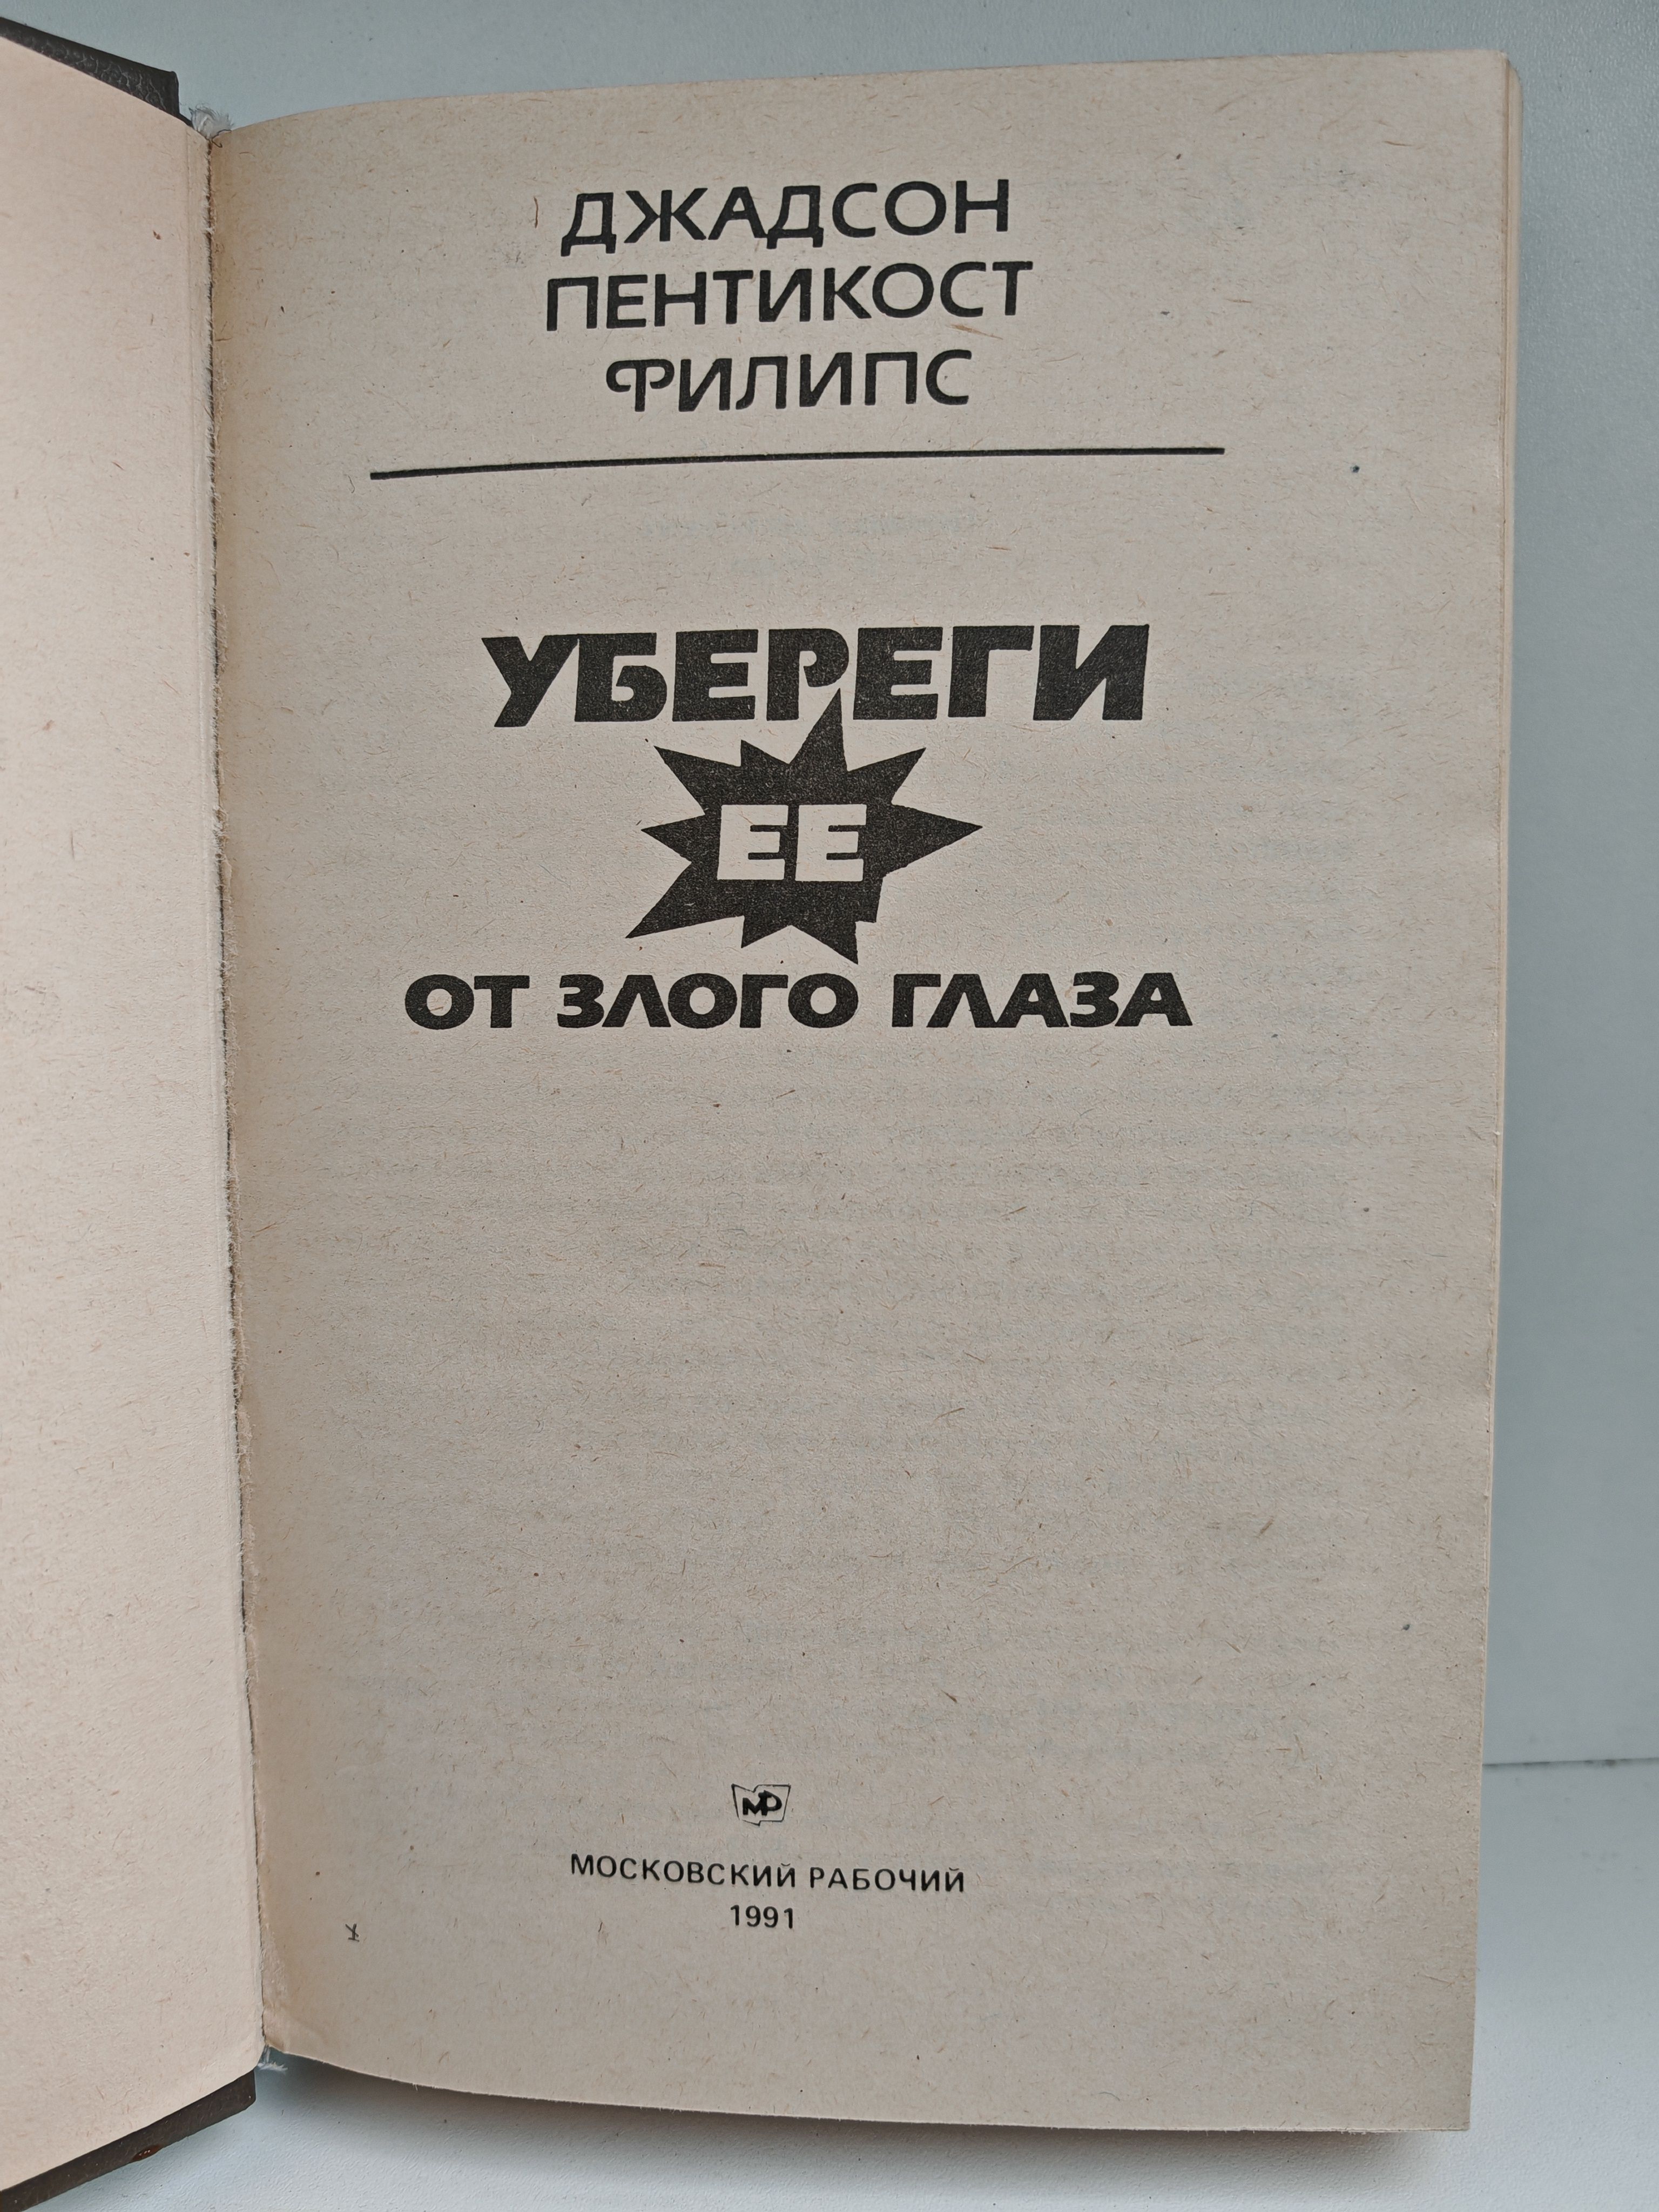 ДЖАДСОН
ПЕНТИКОСТ
ФИЛИПС
УБЕРЕГИ
ЕЕ
ОТ ЗЛОГО ГЛАЗА
МР
МОСКОВСКИЙ РАБОЧИЙ
1991